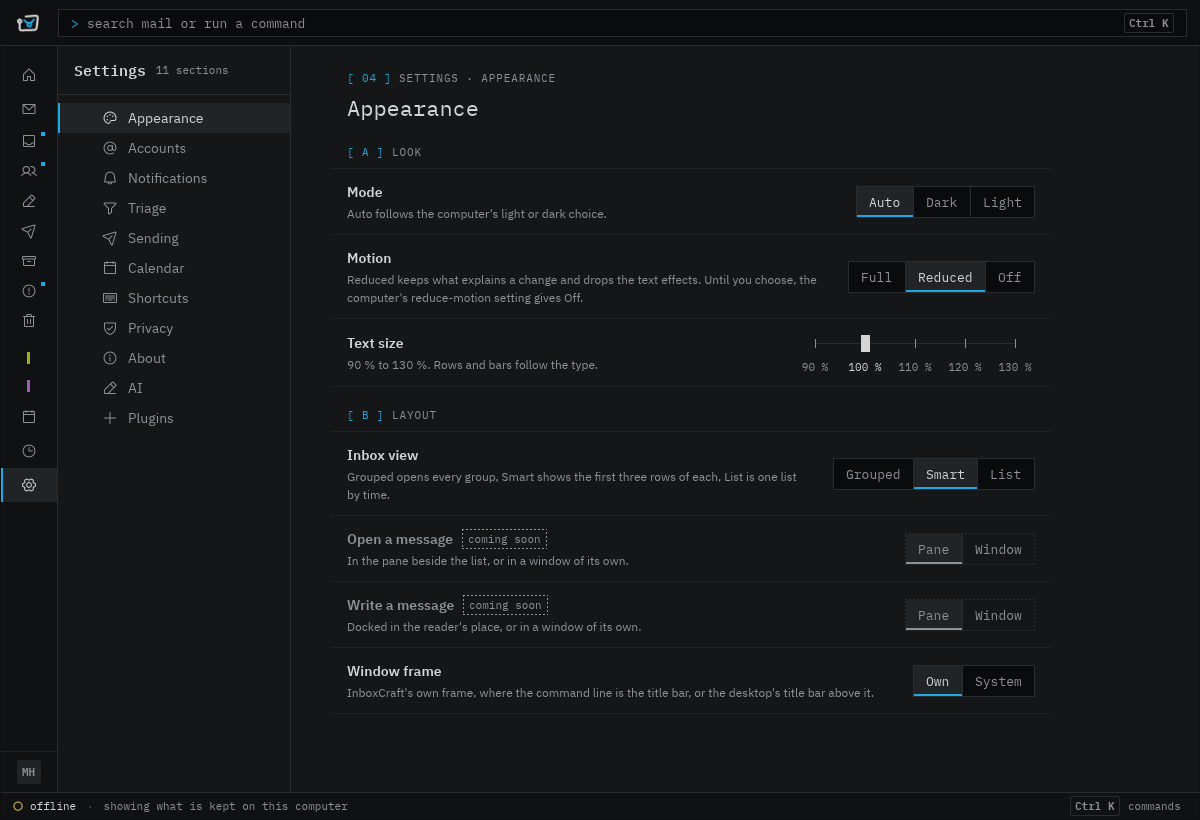 > search mail or run a command Ctrl K
Settings 11 sections
Appearance
Accounts
Notifications
Triage
Sending
Calendar
Shortcuts
Privacy
About
AI
Plugins
MH
[ 04 ] SETTINGS · APPEARANCE
Appearance
[ A ] LOOK
Mode
Auto follows the computer's light or dark choice.
Auto Dark Light
Motion
Reduced keeps what explains a change and drops the text effects. Until you choose, the
computer's reduce-motion setting gives Off.
Full Reduced Off
Text size
90 % to 130 %. Rows and bars follow the type.
90 % 100 % 110 % 120 % 130 %
[ B ] LAYOUT
Inbox view
Grouped opens every group, Smart shows the first three rows of each, List is one list
by time.
Grouped Smart List
Open a message coming soon
In the pane beside the list, or in a window of its own.
Pane Window
Write a message coming soon
Docked in the reader's place, or in a window of its own.
Pane Window
Window frame
InboxCraft's own frame, where the command line is the title bar, or the desktop's title bar above it.
Own System
offline · showing what is kept on this computer
Ctrl K commands